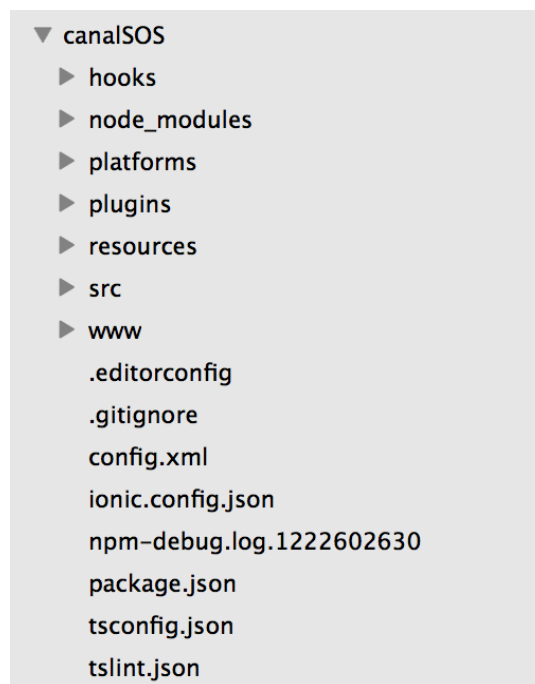 canalSOS
hooks
node_modules
platforms
plugins
resources
src
www
.editorconfig
.gitignore
config.xml
ionic.config.json
npm-debug.log.1222602630
package.json
tsconfig.json
tslint.json